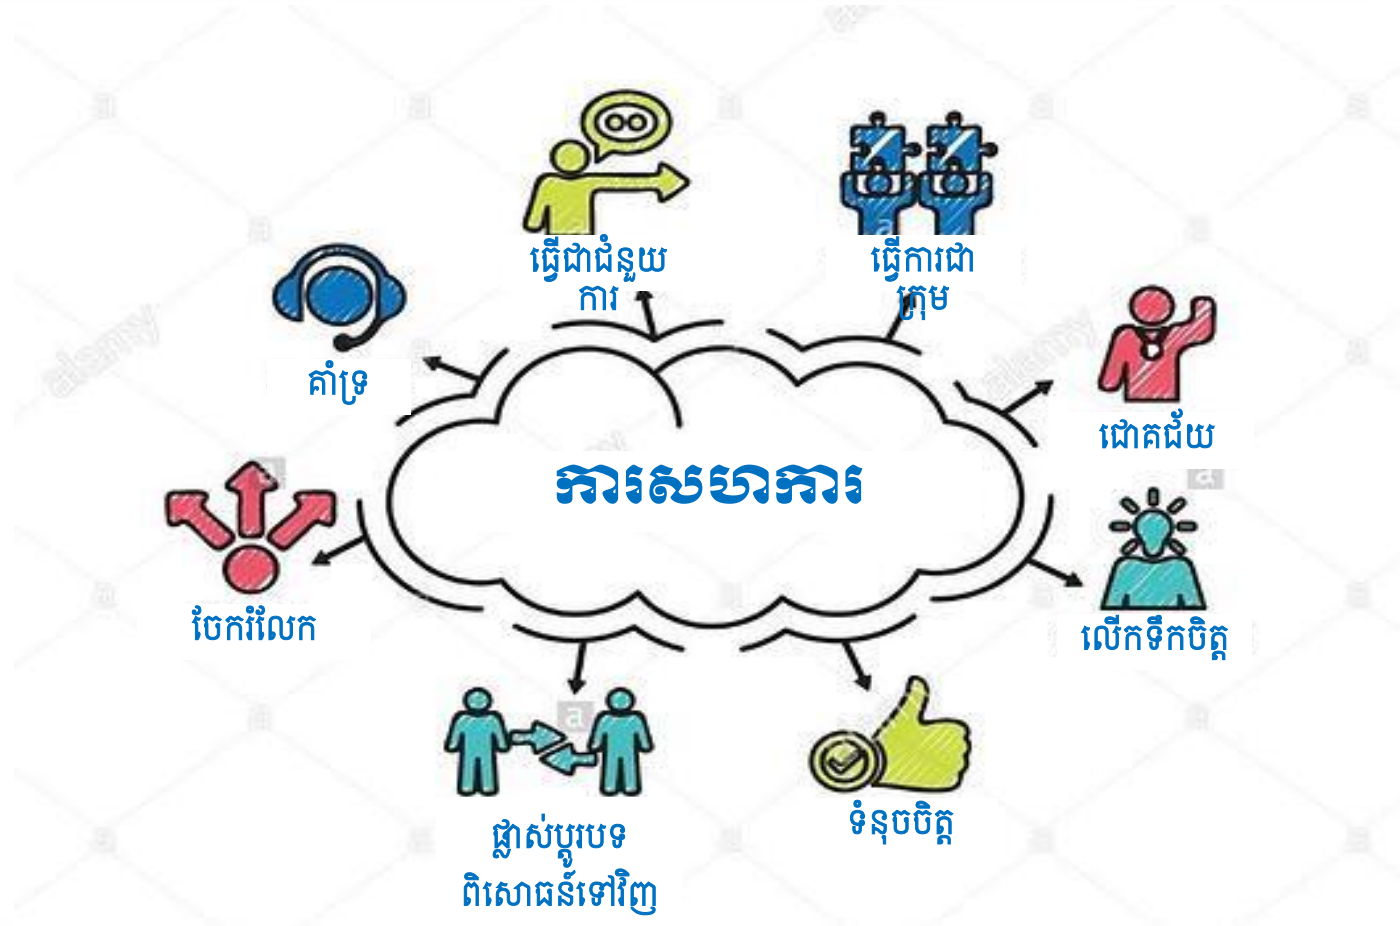 ធ្វើជាជំនួយ
ការ
ធ្វើការជា
ក្រុម
គាំទ្រ
ជោគជ័យ
ការសហការ
ចែករំលែក
លើកទឹកចិត្ត
ទំនុចចិត្ត
ផ្លាស់ប្តូរបទ
ពិសោធន៍ទៅវិញ
alamy
alamy